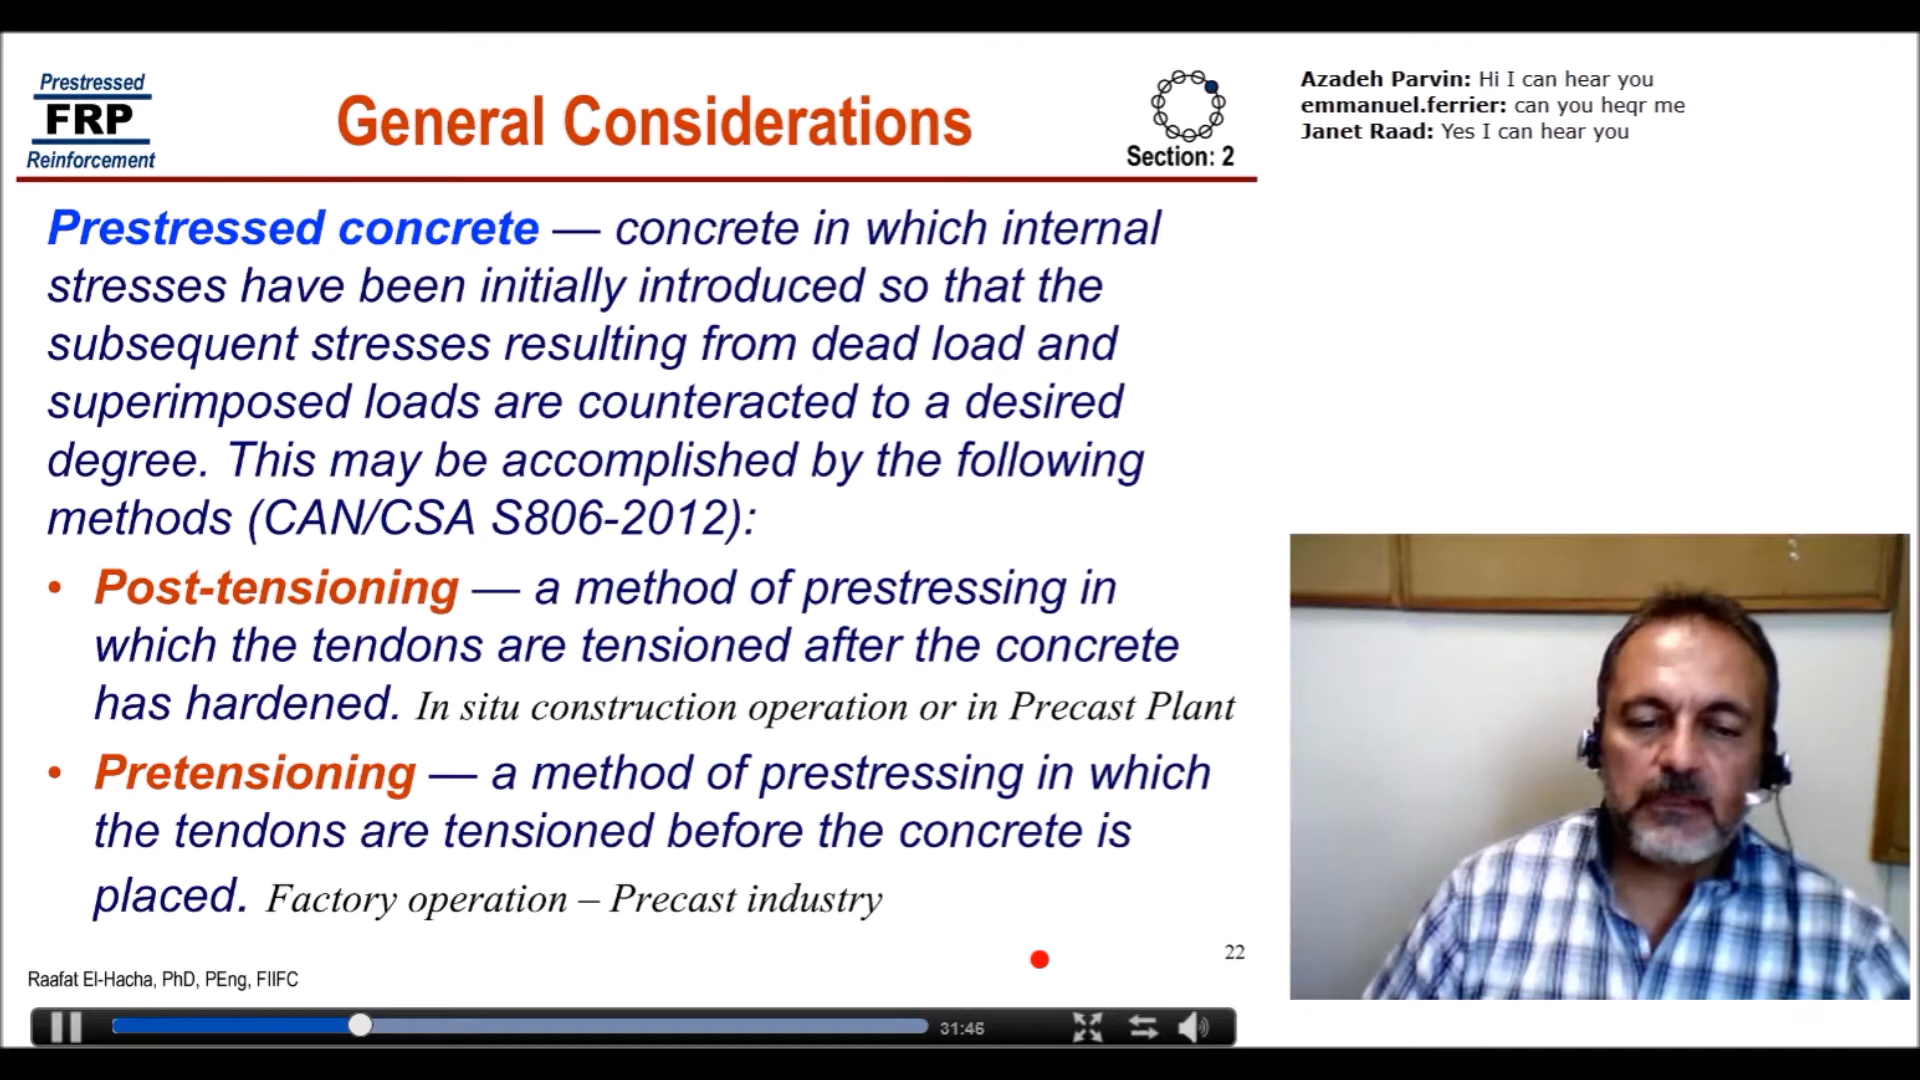 Prestressed
FRP
Reinforcement
General Considerations
Section: 2
Prestressed concrete — concrete in which internal
stresses have been initially introduced so that the
subsequent stresses resulting from dead load and
superimposed loads are counteracted to a desired
degree. This may be accomplished by the following
methods (CAN/CSA S806-2012):
• Post-tensioning — a method of prestressing in
which the tendons are tensioned after the concrete
has hardened. In situ construction operation or in Precast Plant
• Pretensioning — a method of prestressing in which
the tendons are tensioned before the concrete is
placed. Factory operation – Precast industry
22
Raafat El-Hacha, PhD, PEng, FIIFC
31:45
Azadeh Parvin: Hi I can hear you
emmanuel.ferrier: can you heqr me
Janet Raad: Yes I can hear you